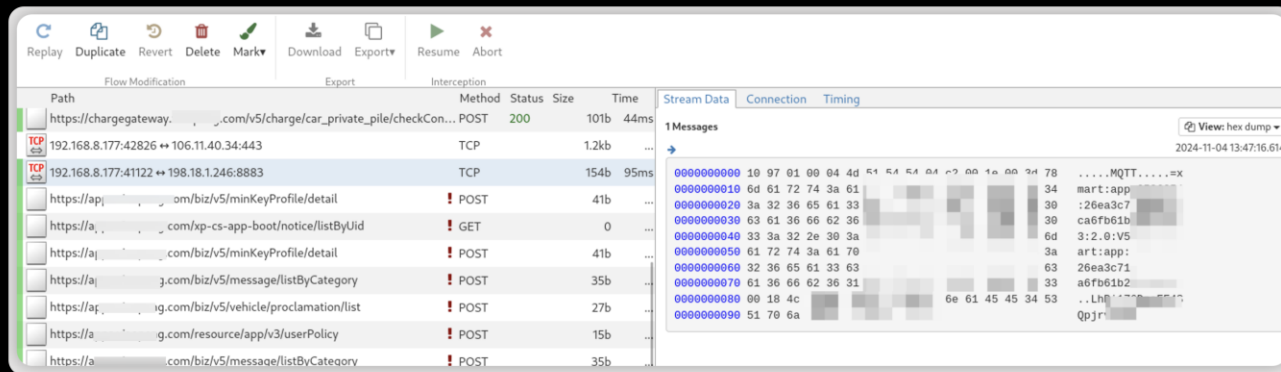 Replay Duplicate Revert Delete Mark▾ Download Export▾ Resume Abort
Flow Modification Export Interception
Path Method Status Size Time
https://chargegateway. .com/v5/charge/car_private_pile/checkCon... POST 200 101b 44ms
192.168.8.177:42826 ↔ 106.11.40.34:443 TCP 1.2kb ...
192.168.8.177:41122 ↔ 198.18.1.246:8883 TCP 154b 95ms
https://ap .com/biz/v5/minKeyProfile/detail ! POST 41b ...
https://a .com/xp-cs-app-boot/notice/listByUid ! GET 0 ...
https://a .com/biz/v5/minKeyProfile/detail ! POST 41b ...
https://a .com/biz/v5/message/listByCategory ! POST 35b ...
https://a g.com/biz/v5/vehicle/proclamation/list ! POST 27b ...
https://a g.com/resource/app/v3/userPolicy ! POST 15b ...
https://a .com/biz/v5/message/listByCategory ! POST 35b ...
Stream Data Connection Timing
1 Messages View: hex dump ▾
2024-11-04 13:47:16.614
0000000000 10 97 01 00 04 4d 51 54 54 04 c2 00 1e 00 3d 78 .....MQTT.....=x
0000000010 6d 61 72 74 3a 61 34 mart:app
0000000020 3a 32 36 65 61 33 30 :26ea3c7
0000000030 63 61 36 66 62 36 30 ca6fb61b
0000000040 33 3a 32 2e 30 3a 6d 3:2.0:V5
0000000050 61 72 74 3a 61 70 3a art:app:
0000000060 32 36 65 61 33 63 63 26ea3c71
0000000070 61 36 66 62 36 31 33 a6fb61b2
0000000080 00 18 4c 6e 61 45 45 34 53 ..Lh
0000000090 51 70 6a Qpjr